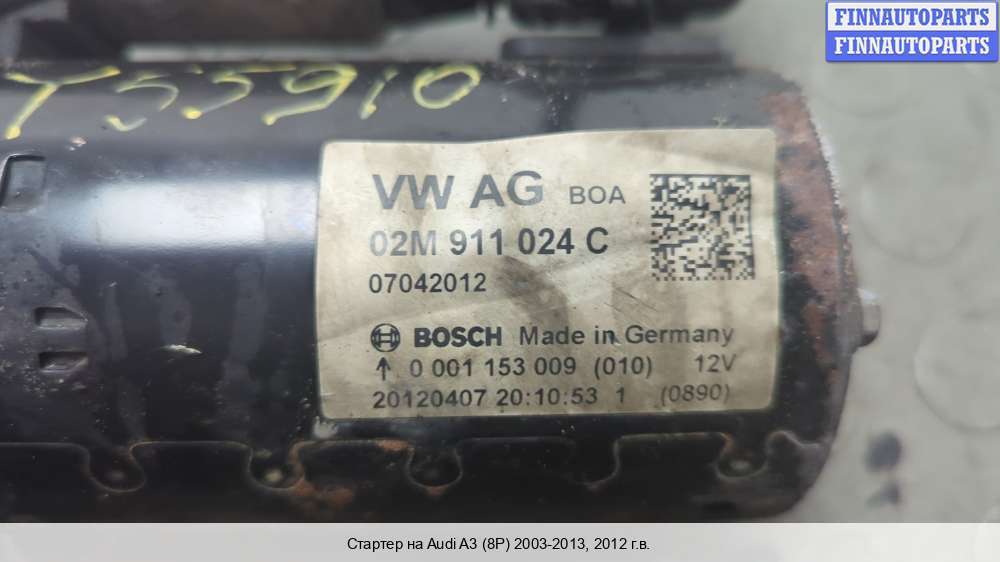 FINNAUTOPARTS
FINNAUTOPARTS
T55910
VW AG BOA
02M 911 024 C
07042012
BOSCH Made in Germany
↑ 0 001 153 009 (010) 12V
20120407 20:10:53 1 (0890)
Стартер на Audi A3 (8P) 2003-2013, 2012 г.в.